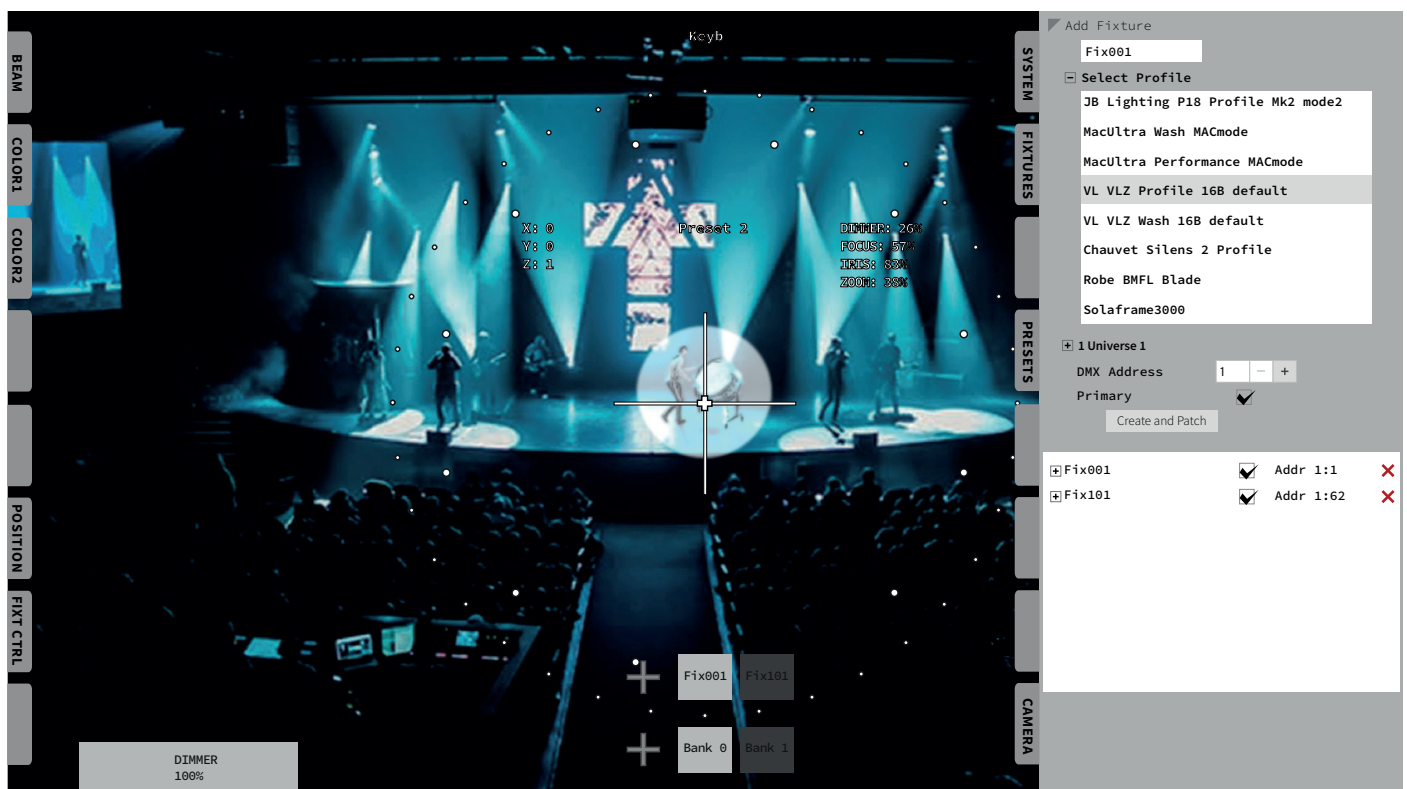 Keyb
BEAM
COLOR1
COLOR2
POSITION
FIXT CTRL
X: 0
Y: 0
Z: 1
Preset 2
DIMMER: 26%
FOCUS: 57%
IRIS: 83%
ZOOM: 38%
Fix001
Fix101
Bank 0
Bank 1
DIMMER
100%
SYSTEM
FIXTURES
PRESETS
CAMERA
Add Fixture
Fix001
Select Profile
JB Lighting P18 Profile Mk2 mode2
MacUltra Wash MACmode
MacUltra Performance MACmode
VL VLZ Profile 16B default
VL VLZ Wash 16B default
Chauvet Silens 2 Profile
Robe BMFL Blade
Solaframe3000
1 Universe 1
DMX Address 1 − +
Primary
Create and Patch
Fix001 Addr 1:1
Fix101 Addr 1:62